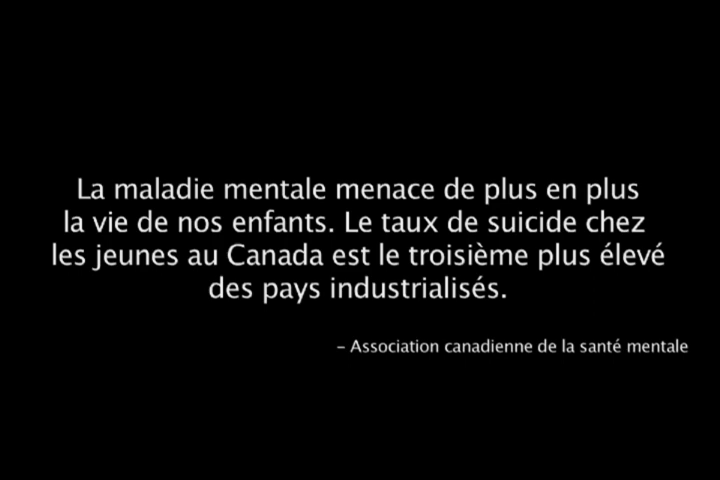 La maladie mentale menace de plus en plus
la vie de nos enfants. Le taux de suicide chez
les jeunes au Canada est le troisième plus élevé
des pays industrialisés.
– Association canadienne de la santé mentale